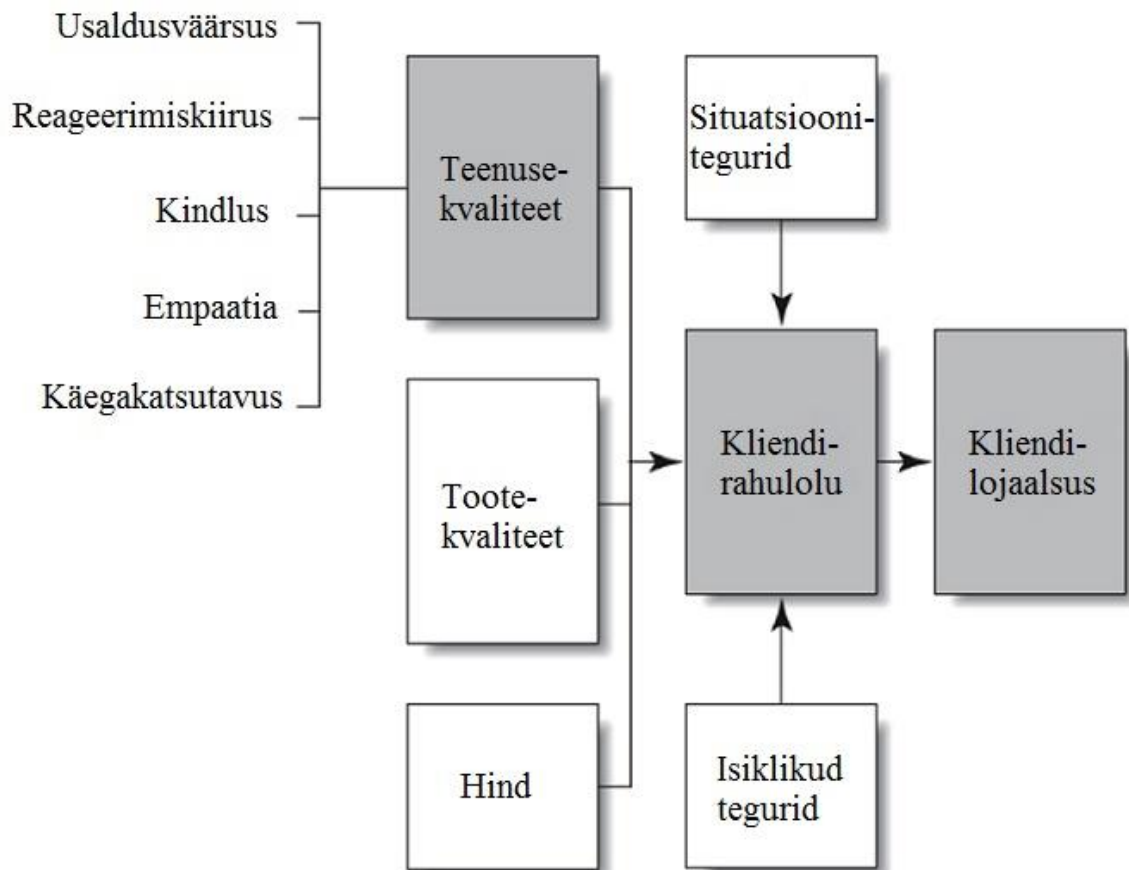 Usaldusväärsus
Reageerimiskiirus
Kindlus
Empaatia
Käegakatsutavus
Teenuse-
kvaliteet
Toote-
kvaliteet
Hind
Situatsiooni-
tegurid
Kliendi-
rahulolu
Isiklikud
tegurid
Kliendi-
lojaalsus